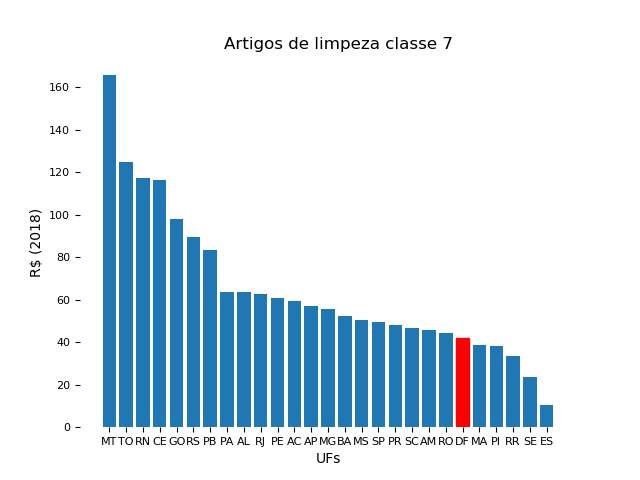 Artigos de limpeza classe 7
R$ (2018)
160
140
120
100
80
60
40
20
0
MT TO RN CE GO RS PB PA AL RJ PE AC AP MG BA MS SP PR SC AM RO DF MA PI RR SE ES
UFs